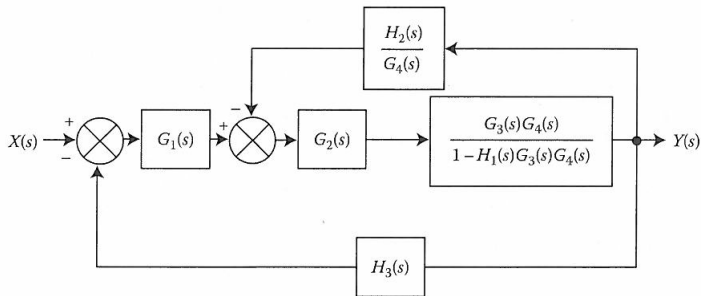 H₂(s)
G₄(s)
X(s)
+
−
G₁(s)
+
−
G₂(s)
G₃(s)G₄(s)
1−H₁(s)G₃(s)G₄(s)
Y(s)
H₃(s)